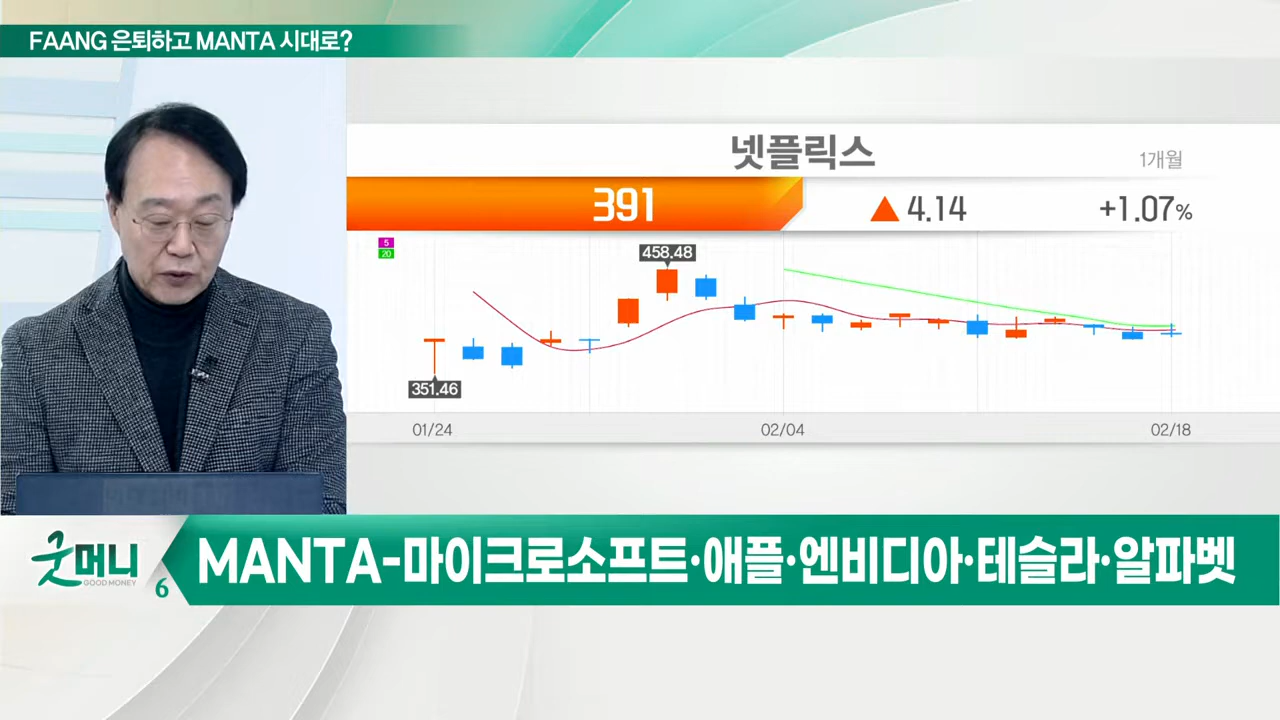 FAANG 은퇴하고 MANTA 시대로?
넷플릭스
1개월
391
▲ 4.14
+1.07%
5
20
458.48
351.46
01/24
02/04
02/18
굿머니
GOOD MONEY
6
MANTA-마이크로소프트·애플·엔비디아·테슬라·알파벳